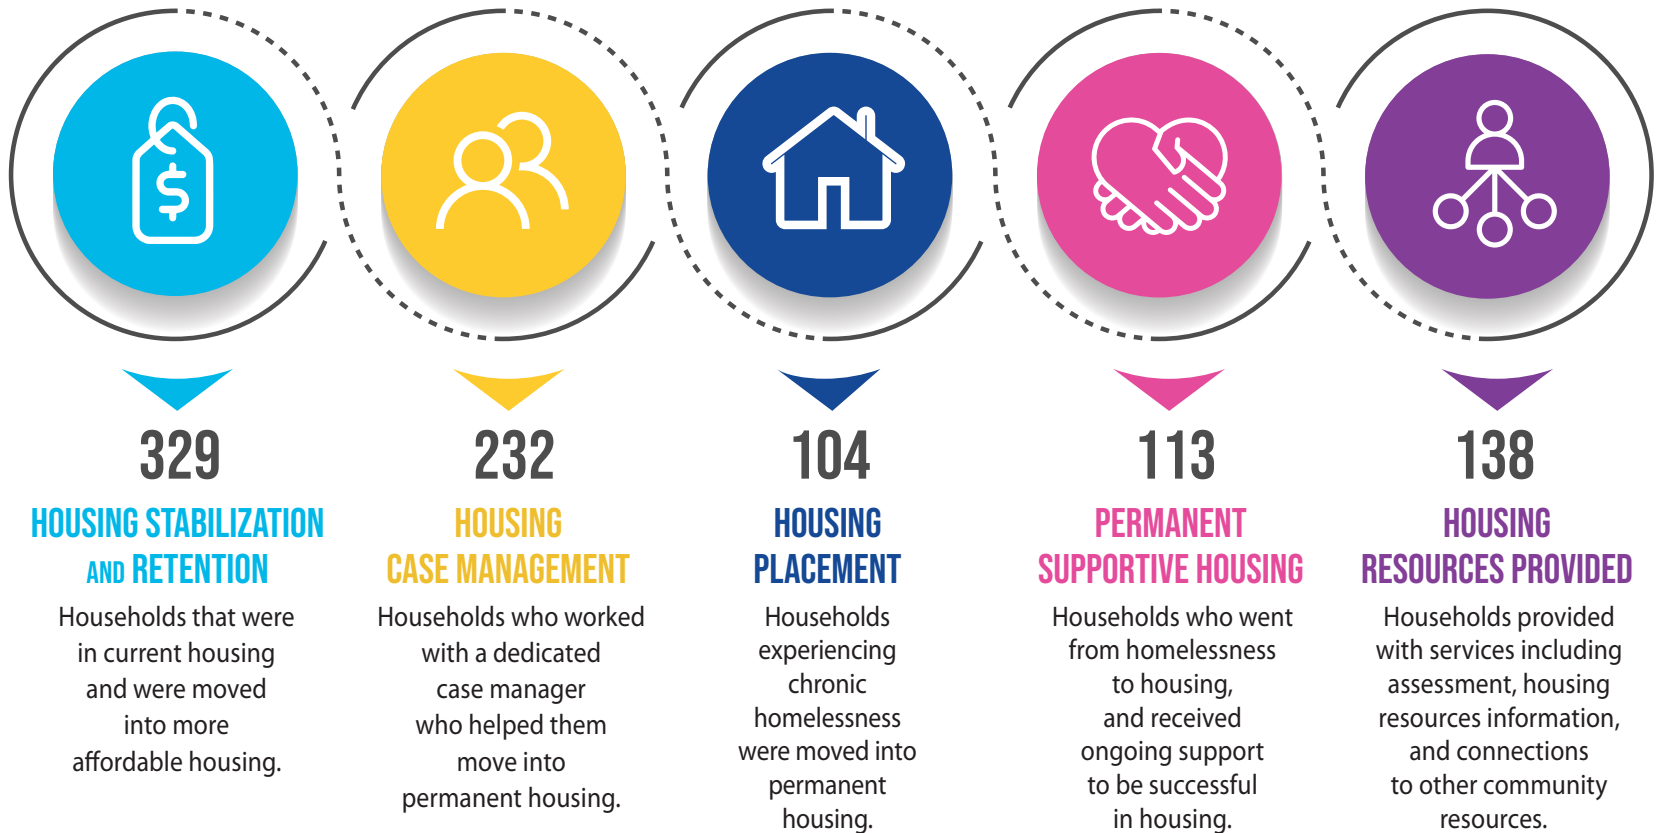 $
329
HOUSING STABILIZATION
AND RETENTION
Households that were
in current housing
and were moved
into more
affordable housing.
232
HOUSING
CASE MANAGEMENT
Households who worked
with a dedicated
case manager
who helped them
move into
permanent housing.
104
HOUSING
PLACEMENT
Households
experiencing
chronic
homelessness
were moved into
permanent
housing.
113
PERMANENT
SUPPORTIVE HOUSING
Households who went
from homelessness
to housing,
and received
ongoing support
to be successful
in housing.
138
HOUSING
RESOURCES PROVIDED
Households provided
with services including
assessment, housing
resources information,
and connections
to other community
resources.